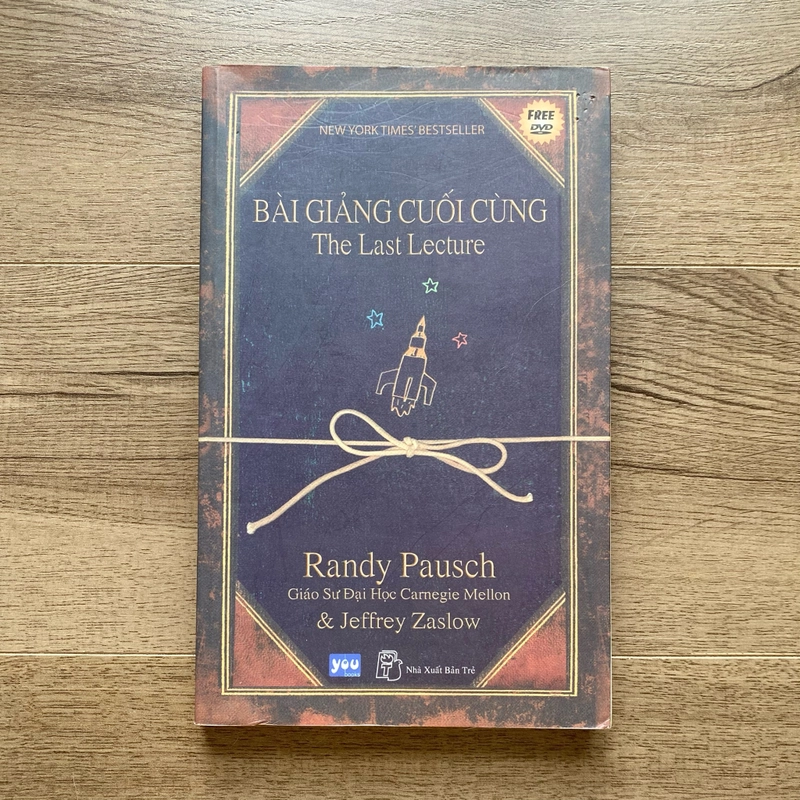 NEW YORK TIMES' BESTSELLER
FREE
DVD
BÀI GIẢNG CUỐI CÙNG
The Last Lecture
Randy Pausch
Giáo Sư Đại Học Carnegie Mellon
& Jeffrey Zaslow
you
books
Nhà Xuất Bản Trẻ